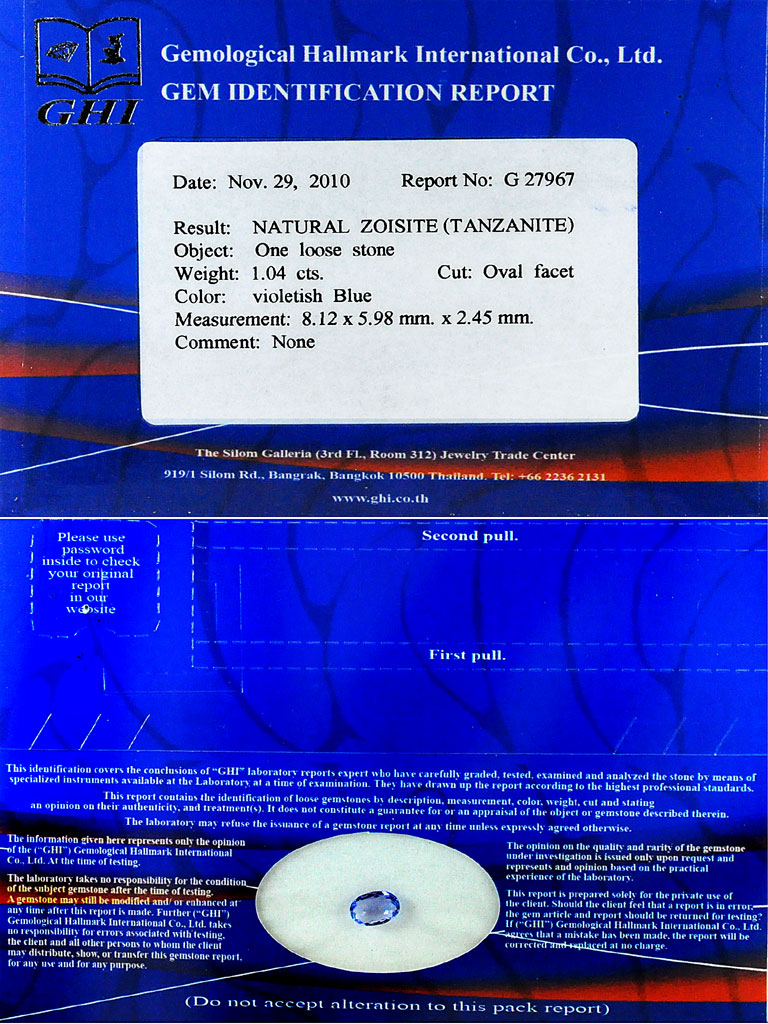 Gemological Hallmark International Co., Ltd.
GHI
GEM IDENTIFICATION REPORT
Date: Nov. 29, 2010 Report No: G 27967
Result: NATURAL ZOISITE (TANZANITE)
Object: One loose stone
Weight: 1.04 cts. Cut: Oval facet
Color: violetish Blue
Measurement: 8.12 x 5.98 mm. x 2.45 mm.
Comment: None
The Silom Galleria (3rd Fl., Room 312) Jewelry Trade Center
919/1 Silom Rd., Bangrak, Bangkok 10500 Thailand. Tel: +66 2236 2131
www.ghi.co.th
Please use
password
inside to check
your original
report
in our
website
Second pull.
First pull.
This identification covers the conclusions of "GHI" laboratory reports expert who have carefully graded, tested, examined and analyzed the stone by means of
specialized instruments available at the Laboratory at a time of examination. They have drawn up the report according to the highest professional standards.
This report contains the identification of loose gemstones by description, measurement, color, weight, cut and stating
an opinion on their authenticity, and treatment(s). It does not constitute a guarantee for or an appraisal of the object or gemstone described therein.
The laboratory may refuse the issuance of a gemstone report at any time unless expressly agreed otherwise.
The information given here represents only the opinion
of the ("GHI") Gemological Hallmark International
Co., Ltd. At the time of testing.
The laboratory takes no responsibility for the condition
of the subject gemstone after the time of testing.
A gemstone may still be modified and/ or enhanced at
any time after this report is made. Further ("GHI")
Gemological Hallmark International Co., Ltd. takes
no responsibility for errors associated with testing,
the client and all other persons to whom the client
may distribute, show, or transfer this gemstone report,
for any use and for any purpose.
The opinion on the quality and rarity of the gemstone
under investigation is issued only upon request and
represents and opinion based on the practical
experience of the laboratory.
This report is prepared solely for the private use of
the client. Should the client feel that a report is in error,
the gem article and report should be returned for testing?
If ("GHI") Gemological Hallmark International Co., Ltd.
agrees that a mistake has been made, the report will be
corrected and replaced at no charge.
(Do not accept alteration to this pack report)